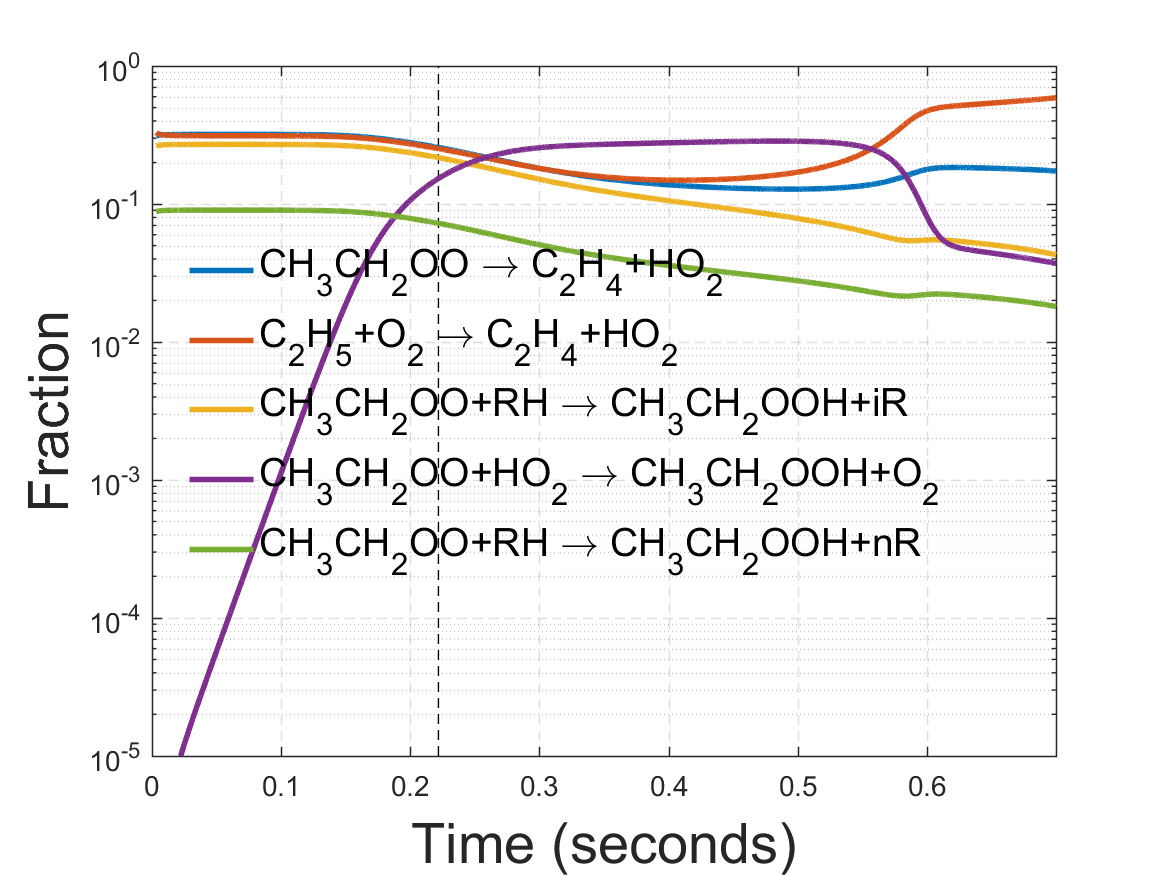 10⁰
10⁻¹
10⁻²
10⁻³
10⁻⁴
10⁻⁵
Fraction
CH₃CH₂OO → C₂H₄+HO₂
C₂H₅+O₂ → C₂H₄+HO₂
CH₃CH₂OO+RH → CH₃CH₂OOH+iR
CH₃CH₂OO+HO₂ → CH₃CH₂OOH+O₂
CH₃CH₂OO+RH → CH₃CH₂OOH+nR
0 0.1 0.2 0.3 0.4 0.5 0.6
Time (seconds)